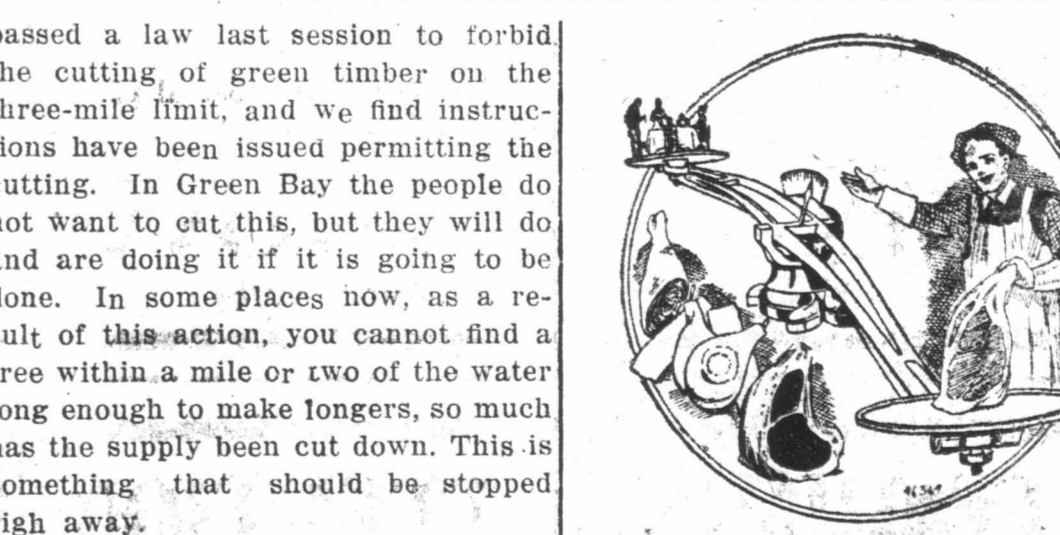 passed a law last session to forbid
the cutting of green timber on the
three-mile limit, and we find instruc-
tions have been issued permitting the
cutting. In Green Bay the people do
not want to cut this, but they will do
and are doing it if it is going to be
done. In some places now, as a re-
sult of this action, you cannot find a
tree within a mile or two of the water
long enough to make longers, so much
has the supply been cut down. This is
something that should be stopped
righ away.